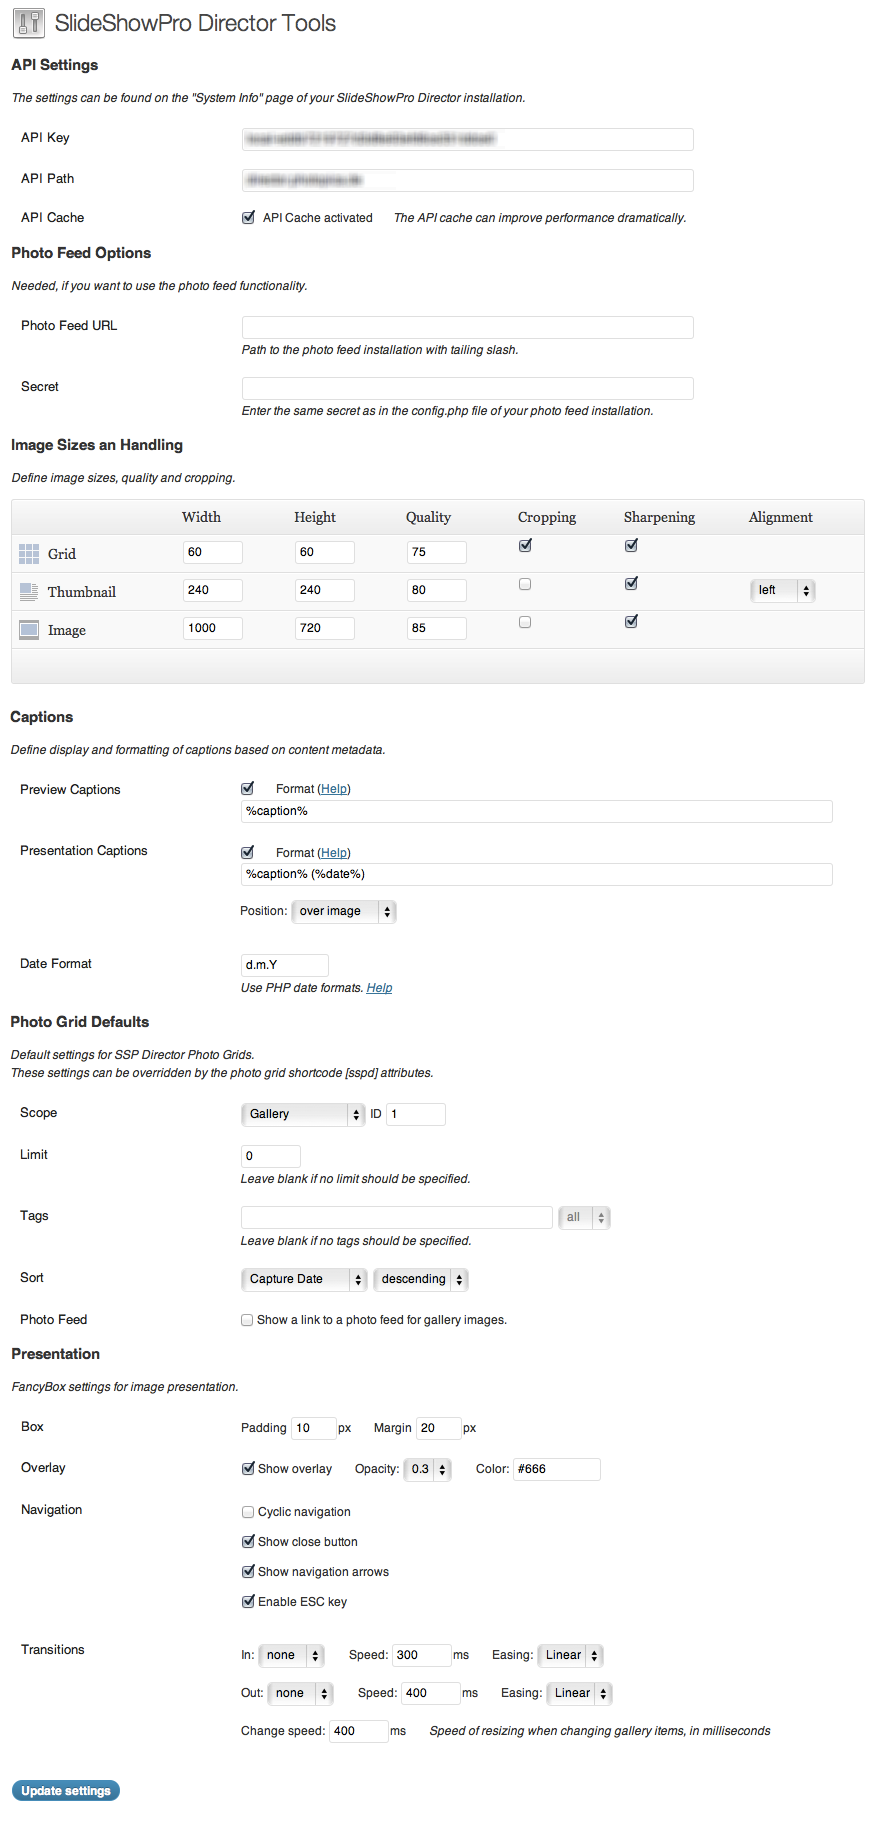 SlideShowPro Director Tools
API Settings
The settings can be found on the "System Info" page of your SlideShowPro Director installation.
API Key
API Path
API Cache API Cache activated The API cache can improve performance dramatically.
Photo Feed Options
Needed, if you want to use the photo feed functionality.
Photo Feed URL
Path to the photo feed installation with tailing slash.
Secret
Enter the same secret as in the config.php file of your photo feed installation.
Image Sizes an Handling
Define image sizes, quality and cropping.
Width Height Quality Cropping Sharpening Alignment
Grid 60 60 75
Thumbnail 240 240 80 left
Image 1000 720 85
Captions
Define display and formatting of captions based on content metadata.
Preview Captions Format (Help)
%caption%
Presentation Captions Format (Help)
%caption% (%date%)
Position: over image
Date Format d.m.Y
Use PHP date formats. Help
Photo Grid Defaults
Default settings for SSP Director Photo Grids.
These settings can be overridden by the photo grid shortcode [sspd] attributes.
Scope Gallery ID 1
Limit 0
Leave blank if no limit should be specified.
Tags all
Leave blank if no tags should be specified.
Sort Capture Date descending
Photo Feed Show a link to a photo feed for gallery images.
Presentation
FancyBox settings for image presentation.
Box Padding 10 px Margin 20 px
Overlay Show overlay Opacity: 0.3 Color: #666
Navigation Cyclic navigation
Show close button
Show navigation arrows
Enable ESC key
Transitions In: none Speed: 300 ms Easing: Linear
Out: none Speed: 400 ms Easing: Linear
Change speed: 400 ms Speed of resizing when changing gallery items, in milliseconds
Update settings